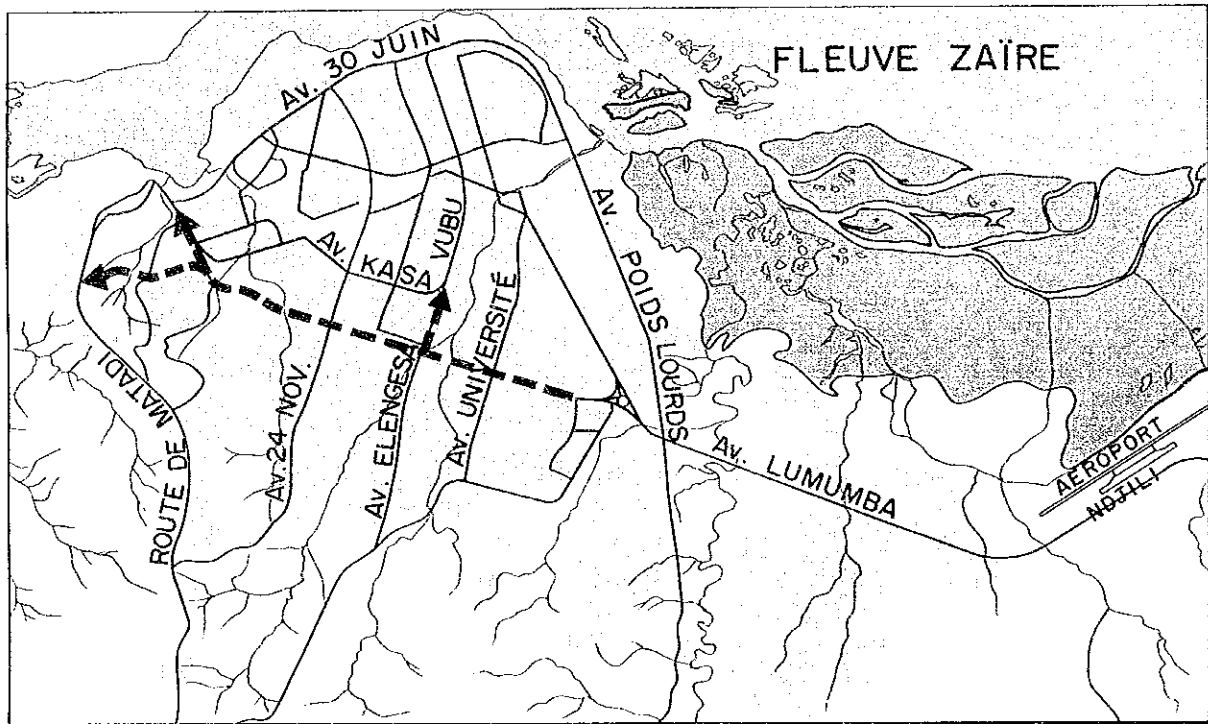 FLEUVE ZAÏRE
Av. 30 JUIN
Av. KASA VUBU
Av. POIDS LOURDS
Av. UNIVERSITÉ
Av. ELENGESA
Av. 24 NOV.
ROUTE DE MATADI
Av. LUMUMBA
AÉROPORT
NDJILI